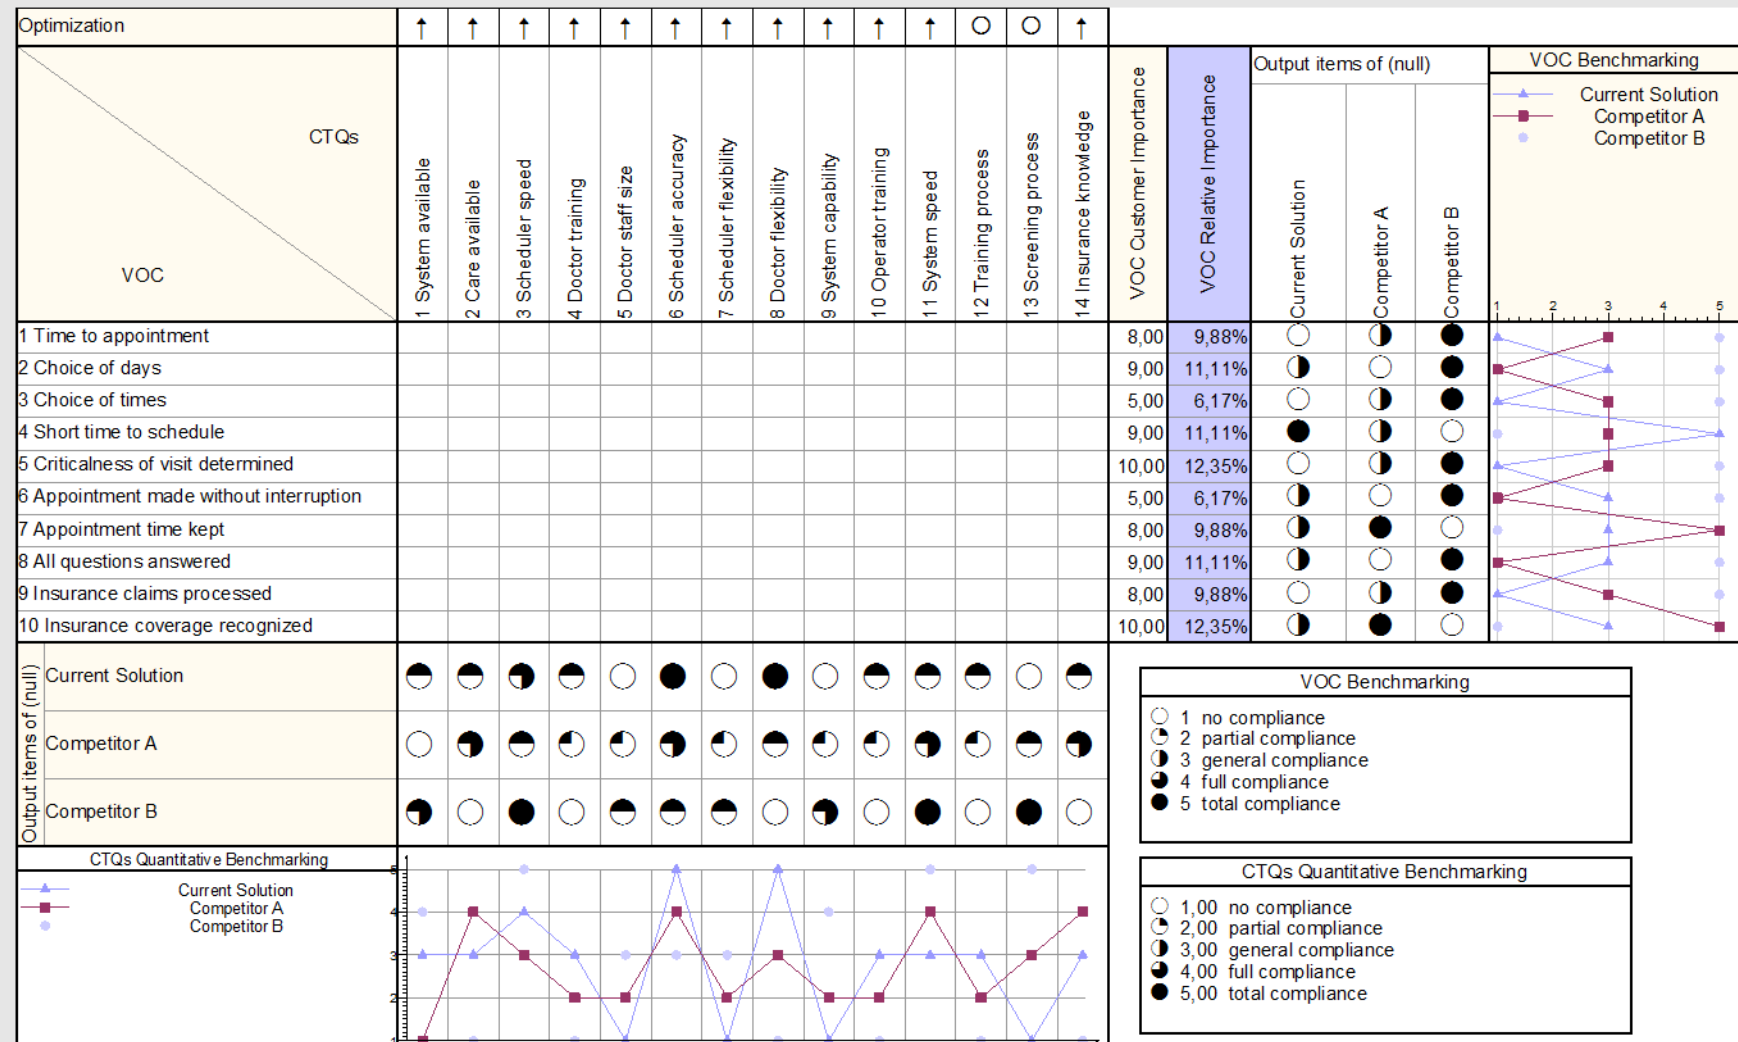 Optimization
CTQs
VOC
1 System available
2 Care available
3 Scheduler speed
4 Doctor training
5 Doctor staff size
6 Scheduler accuracy
7 Scheduler flexibility
8 Doctor flexibility
9 System capability
10 Operator training
11 System speed
12 Training process
13 Screening process
14 Insurance knowledge
VOC Customer Importance
VOC Relative Importance
Output items of (null)
Current Solution
Competitor A
Competitor B
VOC Benchmarking
Current Solution
Competitor A
Competitor B
1 2 3 4 5
1 Time to appointment 8,00 9,88%
2 Choice of days 9,00 11,11%
3 Choice of times 5,00 6,17%
4 Short time to schedule 9,00 11,11%
5 Criticalness of visit determined 10,00 12,35%
6 Appointment made without interruption 5,00 6,17%
7 Appointment time kept 8,00 9,88%
8 All questions answered 9,00 11,11%
9 Insurance claims processed 8,00 9,88%
10 Insurance coverage recognized 10,00 12,35%
Output items of (null)
Current Solution
Competitor A
Competitor B
VOC Benchmarking
1 no compliance
2 partial compliance
3 general compliance
4 full compliance
5 total compliance
CTQs Quantitative Benchmarking
Current Solution
Competitor A
Competitor B
5
4
3
2
1
CTQs Quantitative Benchmarking
1,00 no compliance
2,00 partial compliance
3,00 general compliance
4,00 full compliance
5,00 total compliance